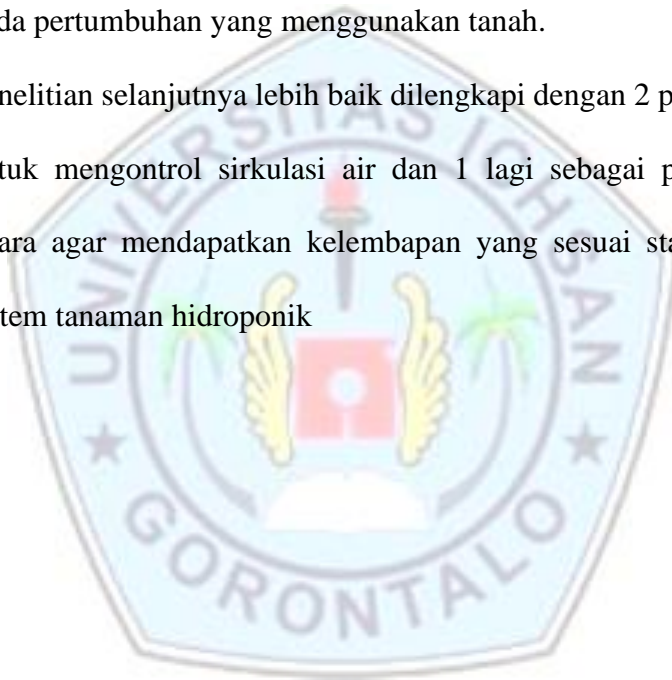 da pertumbuhan yang menggunakan tanah.
nelitian selanjutnya lebih baik dilengkapi dengan 2 p
tuk mengontrol sirkulasi air dan 1 lagi sebagai p
ara agar mendapatkan kelembapan yang sesuai sta
tem tanaman hidroponik
UNIVERSITAS ICHSAN
GORONTALO